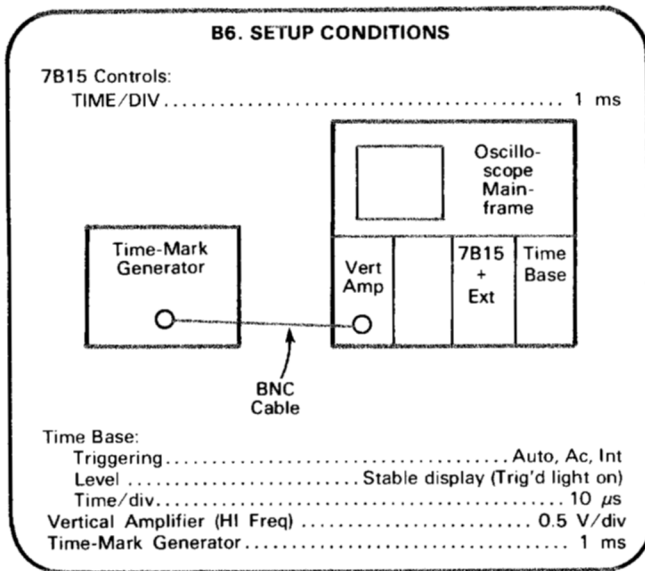 B6. SETUP CONDITIONS
7B15 Controls:
TIME/DIV............................................ 1 ms
Oscillo-
scope
Main-
frame
Time-Mark
Generator
Vert
Amp
7B15
+
Ext
Time
Base
BNC
Cable
Time Base:
Triggering......................................Auto, Ac, Int
Level .........................Stable display (Trig'd light on)
Time/div.............................................10 μs
Vertical Amplifier (HI Freq) ......................... 0.5 V/div
Time-Mark Generator.................................. 1 ms